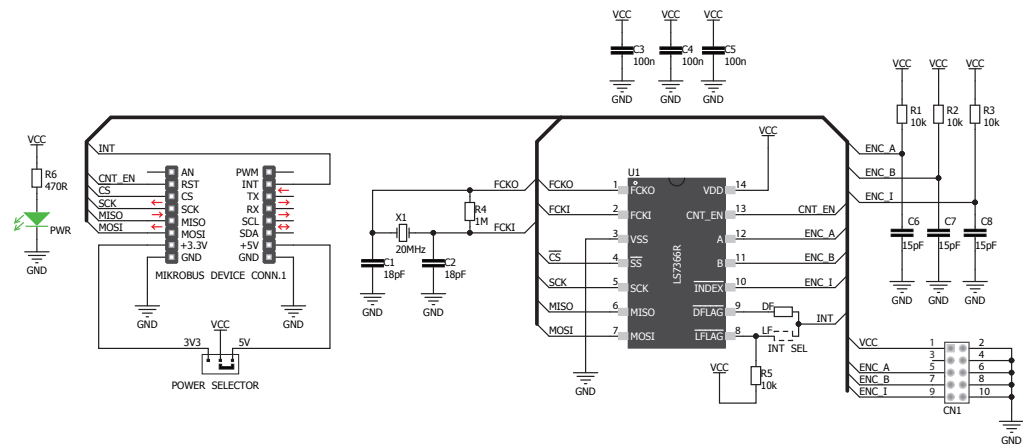 VCC
VCC
VCC
C3
100n
C4
100n
C5
100n
GND
GND
GND
VCC
VCC
VCC
R1
10k
R2
10k
R3
10k
ENC_A
ENC_B
ENC_I
C6
15pF
C7
15pF
C8
15pF
GND
GND
GND
VCC
R6
470R
PWR
GND
INT
CNT_EN
CS
SCK
MISO
MOSI
AN
RST
CS
SCK
MISO
MOSI
+3.3V
GND
PWM
INT
TX
RX
SCL
SDA
+5V
GND
MIKROBUS DEVICE CONN.1
GND
GND
VCC
3V3
5V
POWER SELECTOR
FCKO
FCKI
R4
1M
X1
20MHz
C1
18pF
C2
18pF
GND
GND
FCKO
FCKI
CS
SCK
MISO
MOSI
GND
U1
LS7366R
1 FCKO
2 FCKI
3 VSS
4 SS
5 SCK
6 MISO
7 MOSI
VDD 14
CNT_EN 13
A 12
B 11
INDEX 10
DFLAG 9
LFLAG 8
VCC
CNT_EN
ENC_A
ENC_B
ENC_I
DF
LF
INT
INT SEL
VCC
R5
10k
VCC
ENC_A
ENC_B
ENC_I
1 2
3 4
5 6
7 8
9 10
CN1
GND